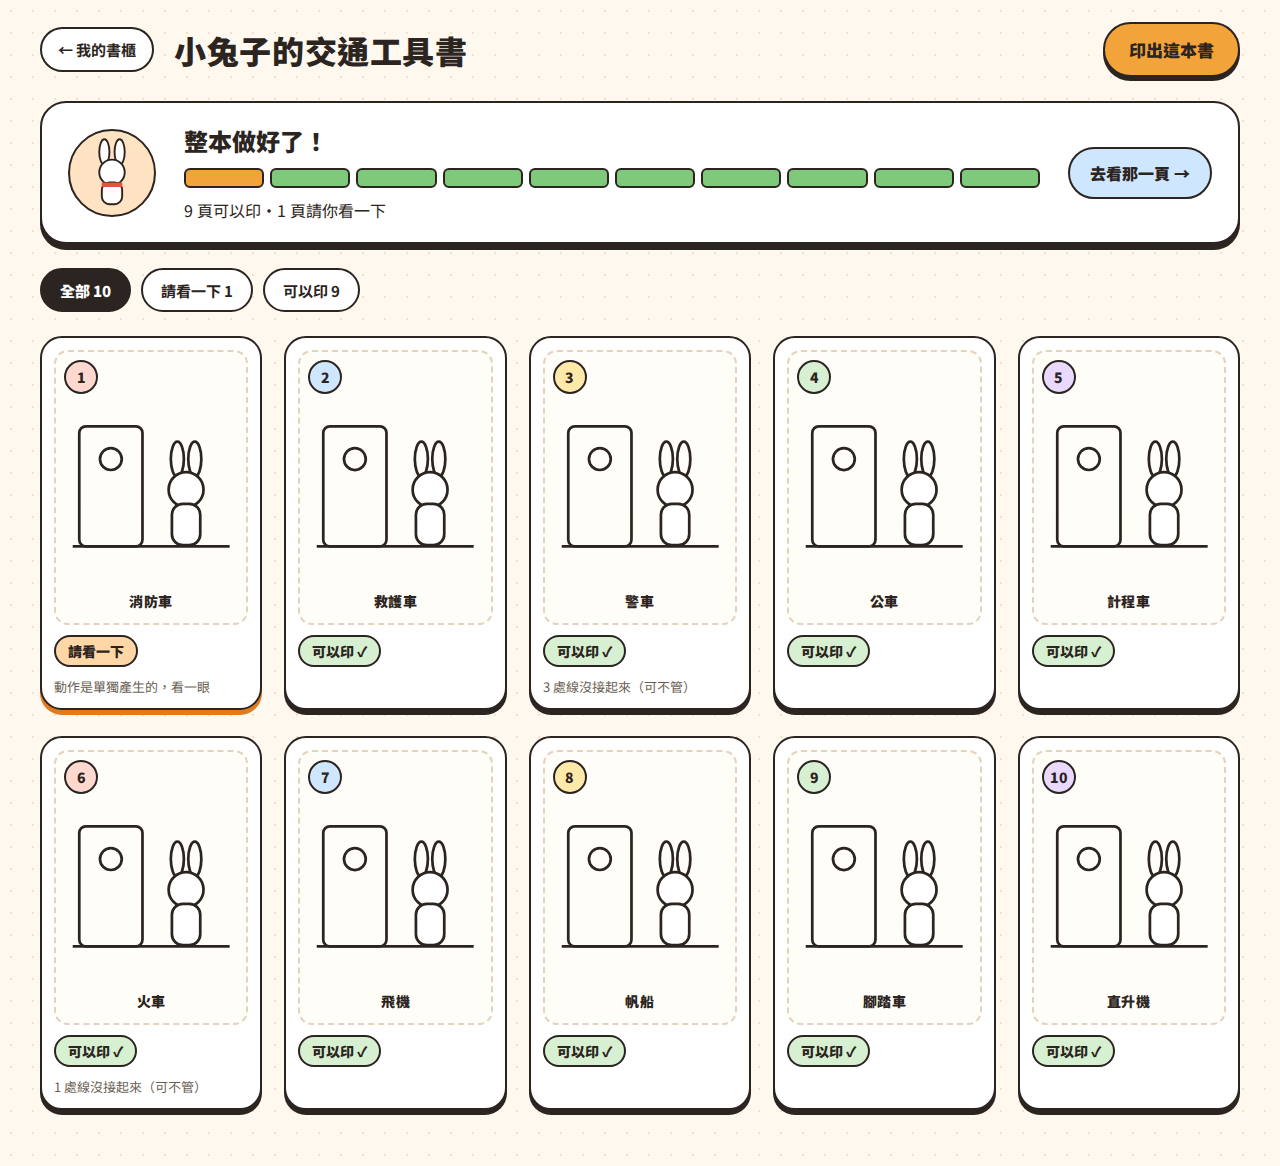 ← 我的書櫃
小兔子的交通工具書
印出這本書
整本做好了！
9 頁可以印・1 頁請你看一下
去看那一頁 →
全部 10
請看一下 1
可以印 9
1
消防車
請看一下
動作是單獨產生的，看一眼
2
救護車
可以印 ✓
3
警車
可以印 ✓
3 處線沒接起來（可不管）
4
公車
可以印 ✓
5
計程車
可以印 ✓
6
火車
可以印 ✓
1 處線沒接起來（可不管）
7
飛機
可以印 ✓
8
帆船
可以印 ✓
9
腳踏車
可以印 ✓
10
直升機
可以印 ✓